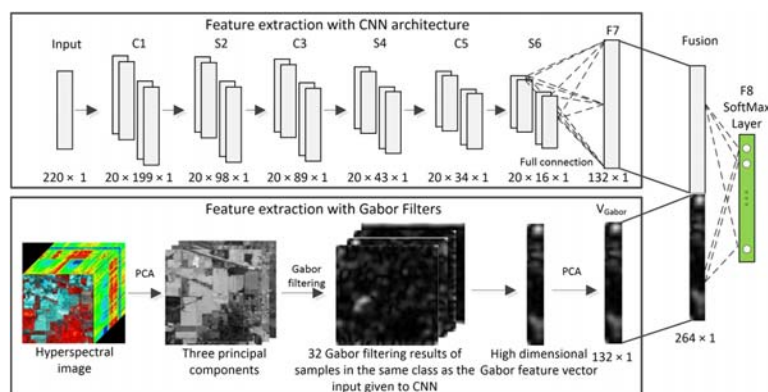 Feature extraction with CNN architecture
Input
C1
S2
C3
S4
C5
S6
F7
Full connection
220 × 1
20 × 199 × 1
20 × 98 × 1
20 × 89 × 1
20 × 43 × 1
20 × 34 × 1
20 × 16 × 1
132 × 1
Fusion
F8
SoftMax
Layer
Feature extraction with Gabor Filters
PCA
Gabor
filtering
PCA
V Gabor
Hyperspectral
image
Three principal
components
32 Gabor filtering results of
samples in the same class as the
input given to CNN
High dimensional
Gabor feature vector
132 × 1
264 × 1